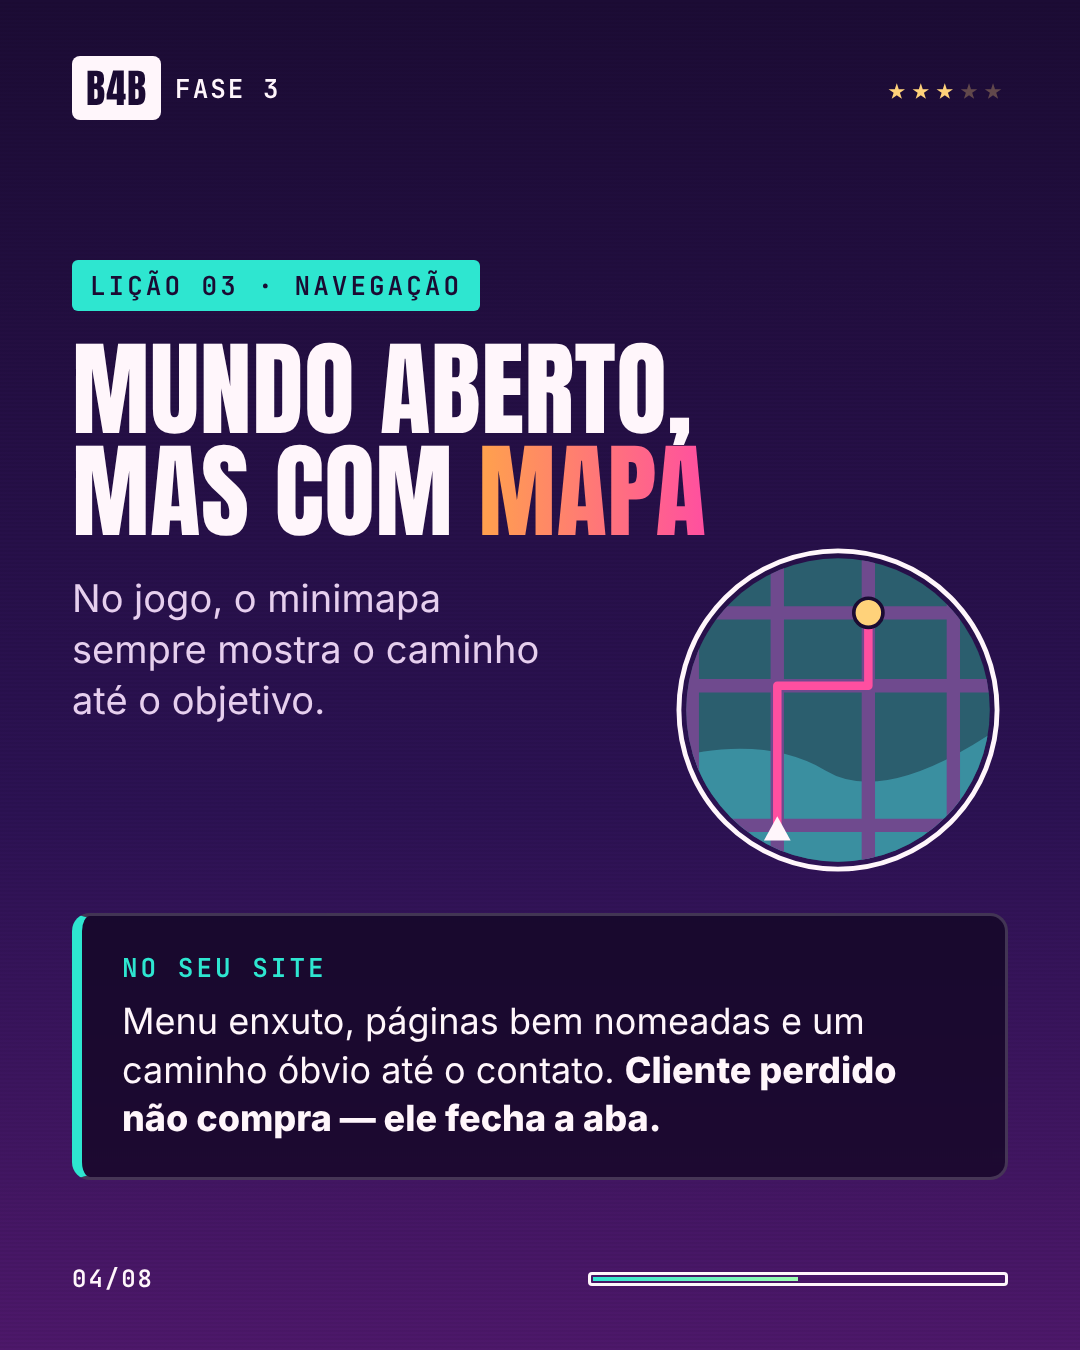 B4B FASE 3
★★★★★
LIÇÃO 03 · NAVEGAÇÃO
MUNDO ABERTO,
MAS COM MAPA
No jogo, o minimapa
sempre mostra o caminho
até o objetivo.
NO SEU SITE
Menu enxuto, páginas bem nomeadas e um
caminho óbvio até o contato. Cliente perdido
não compra — ele fecha a aba.
04/08